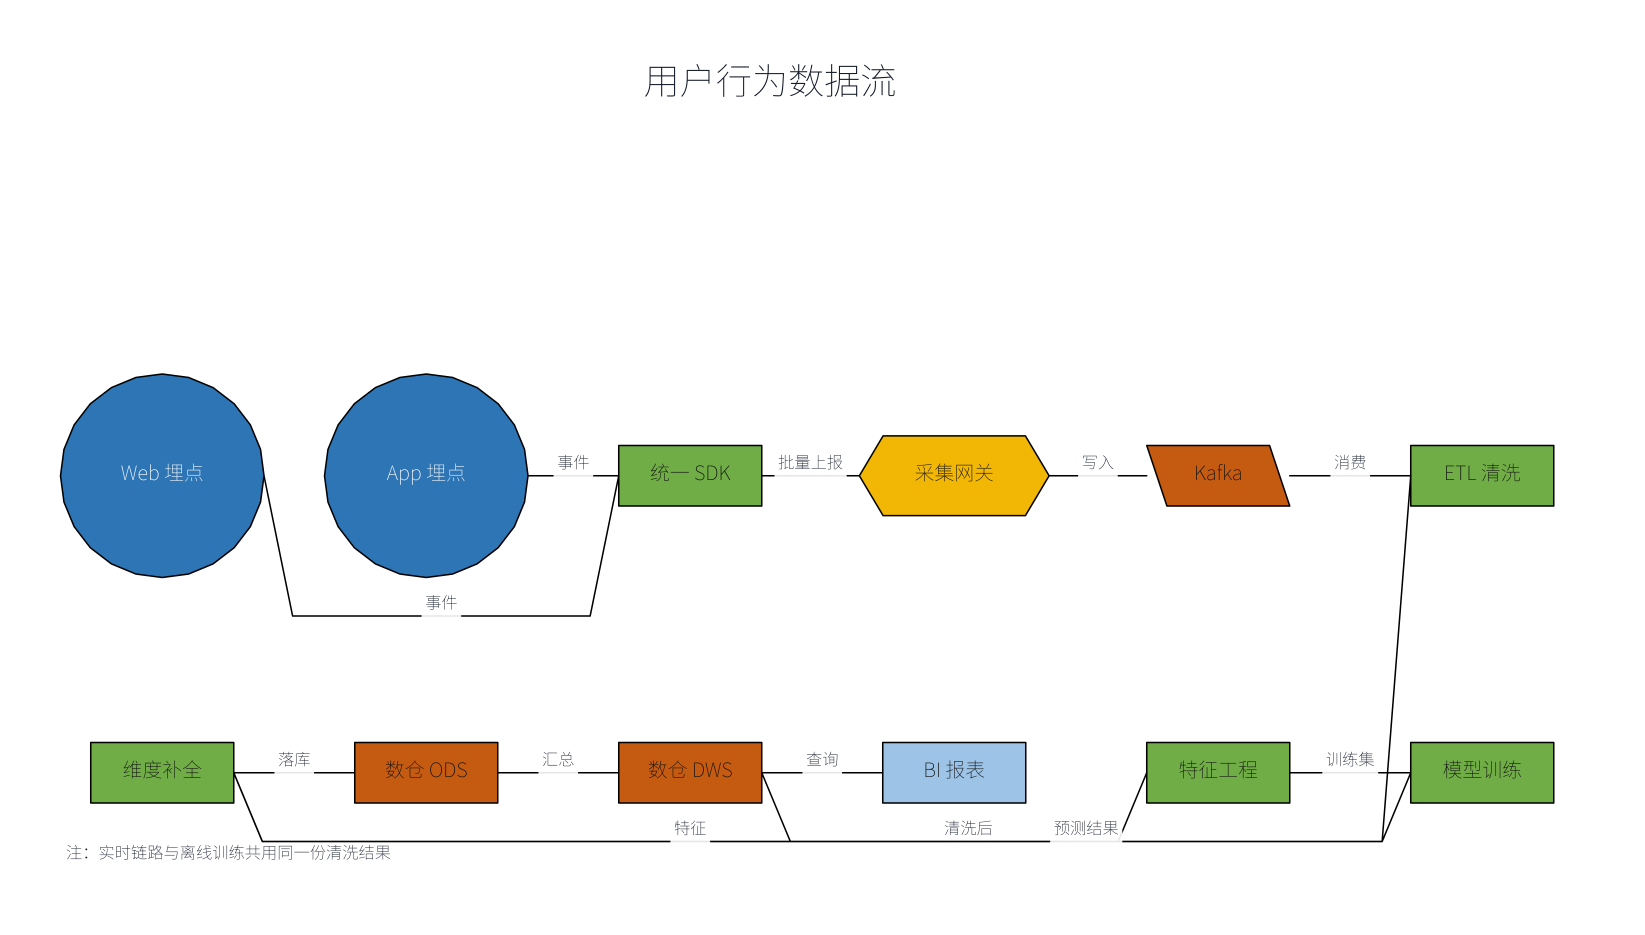 用户行为数据流
Web 埋点
App 埋点
事件
统一 SDK
批量上报
采集网关
写入
Kafka
消费
ETL 清洗
事件
维度补全
落库
数仓 ODS
汇总
数仓 DWS
查询
BI 报表
特征工程
训练集
模型训练
特征
清洗后
预测结果
注：实时链路与离线训练共用同一份清洗结果